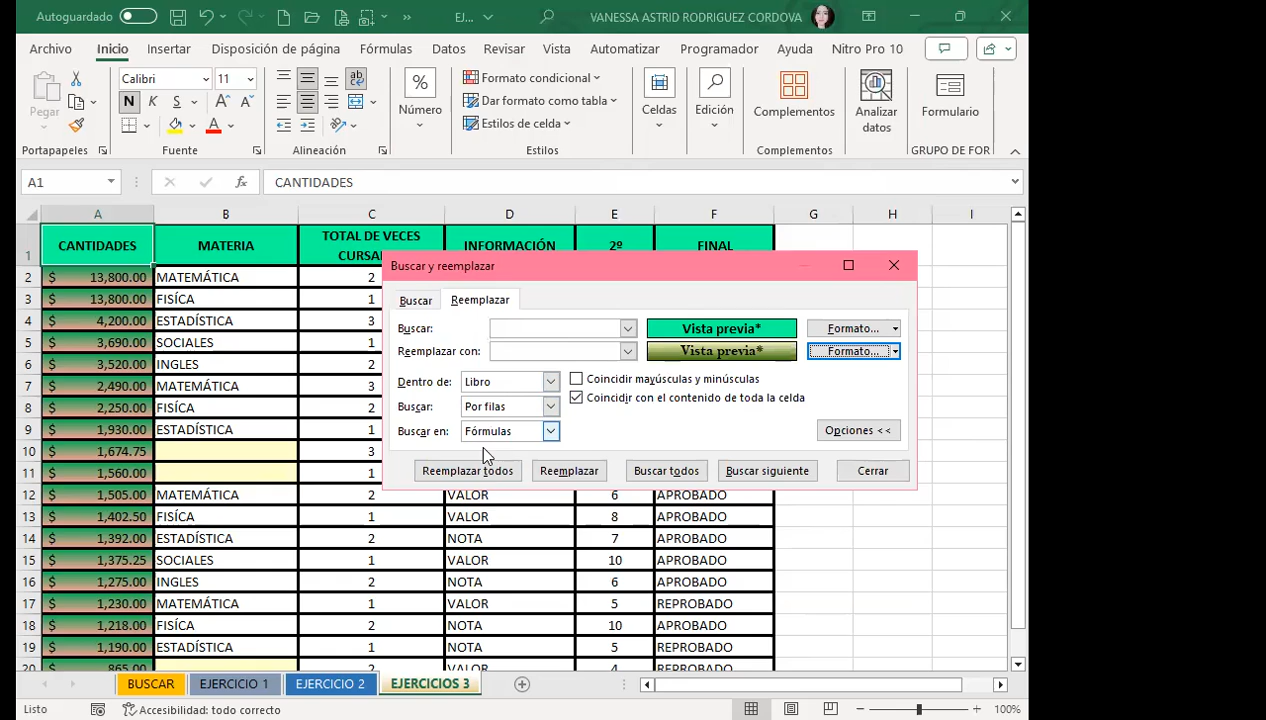 Autoguardado EJ... VANESSA ASTRID RODRIGUEZ CORDOVA
Archivo Inicio Insertar Disposición de página Fórmulas Datos Revisar Vista Automatizar Programador Ayuda Nitro Pro 10
Pegar Calibri 11 Número Formato condicional Celdas Edición Complementos Analizar datos Formulario
N K S Dar formato como tabla
Estilos de celda
Portapapeles Fuente Alineación Estilos Complementos GRUPO DE FOR
A1 fx CANTIDADES
A B C D E F G H I
1 CANTIDADES MATERIA TOTAL DE VECES INFORMACIÓN 2º FINAL
2 $ 13,800.00 MATEMÁTICA 2
3 $ 13,800.00 FISÍCA 1
4 $ 4,200.00 ESTADÍSTICA 3
5 $ 3,690.00 SOCIALES 1
6 $ 3,520.00 INGLES 2
7 $ 2,490.00 MATEMÁTICA 3
8 $ 2,250.00 FISÍCA 2
9 $ 1,930.00 ESTADÍSTICA 1
10 $ 1,674.75 3
11 $ 1,560.00 1
12 $ 1,505.00 MATEMÁTICA 2 VALOR 6 APROBADO
13 $ 1,402.50 FISÍCA 1 VALOR 8 APROBADO
14 $ 1,392.00 ESTADÍSTICA 2 NOTA 7 APROBADO
15 $ 1,375.25 SOCIALES 1 VALOR 10 APROBADO
16 $ 1,275.00 INGLES 2 NOTA 6 APROBADO
17 $ 1,230.00 MATEMÁTICA 1 VALOR 5 REPROBADO
18 $ 1,218.00 FISÍCA 2 NOTA 10 APROBADO
19 $ 1,190.00 ESTADÍSTICA 1 NOTA 5 REPROBADO
20 $ 865.00 2 VALOR 4 APROBADO
Buscar y reemplazar
Buscar Reemplazar
Buscar: Vista previa* Formato...
Reemplazar con: Vista previa* Formato...
Dentro de: Libro Coincidir mayúsculas y minúsculas
Buscar: Por filas Coincidir con el contenido de toda la celda
Buscar en: Fórmulas Opciones <<
Reemplazar todos Reemplazar Buscar todos Buscar siguiente Cerrar
BUSCAR EJERCICIO 1 EJERCICIO 2 EJERCICIOS 3
Listo Accesibilidad: todo correcto 100%